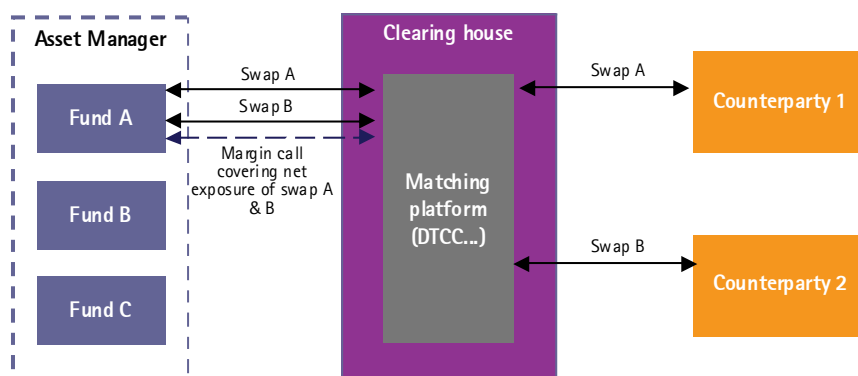 Asset Manager
Clearing house
Swap A
Swap A
Fund A
Swap B
Counterparty 1
Margin call
covering net
exposure of swap A
& B
Matching
platform
(DTCC...)
Fund B
Swap B
Counterparty 2
Fund C